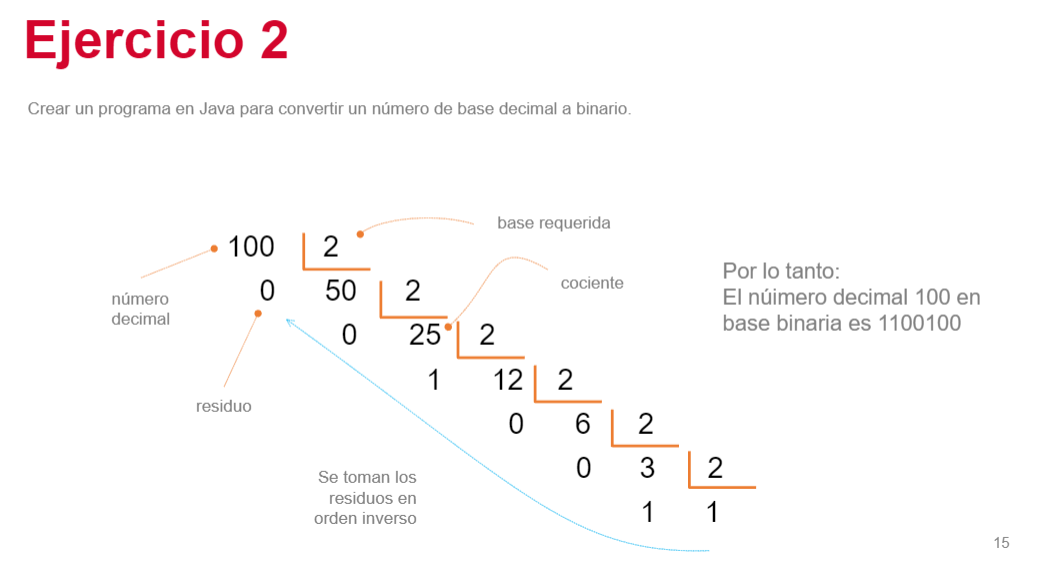 Ejercicio 2
Crear un programa en Java para convertir un número de base decimal a binario.
base requerida
100 2
cociente
número
decimal
0 50 2
0 25 2
1 12 2
residuo
0 6 2
0 3 2
1 1
Se toman los
residuos en
orden inverso
Por lo tanto:
El núimero decimal 100 en
base binaria es 1100100
15